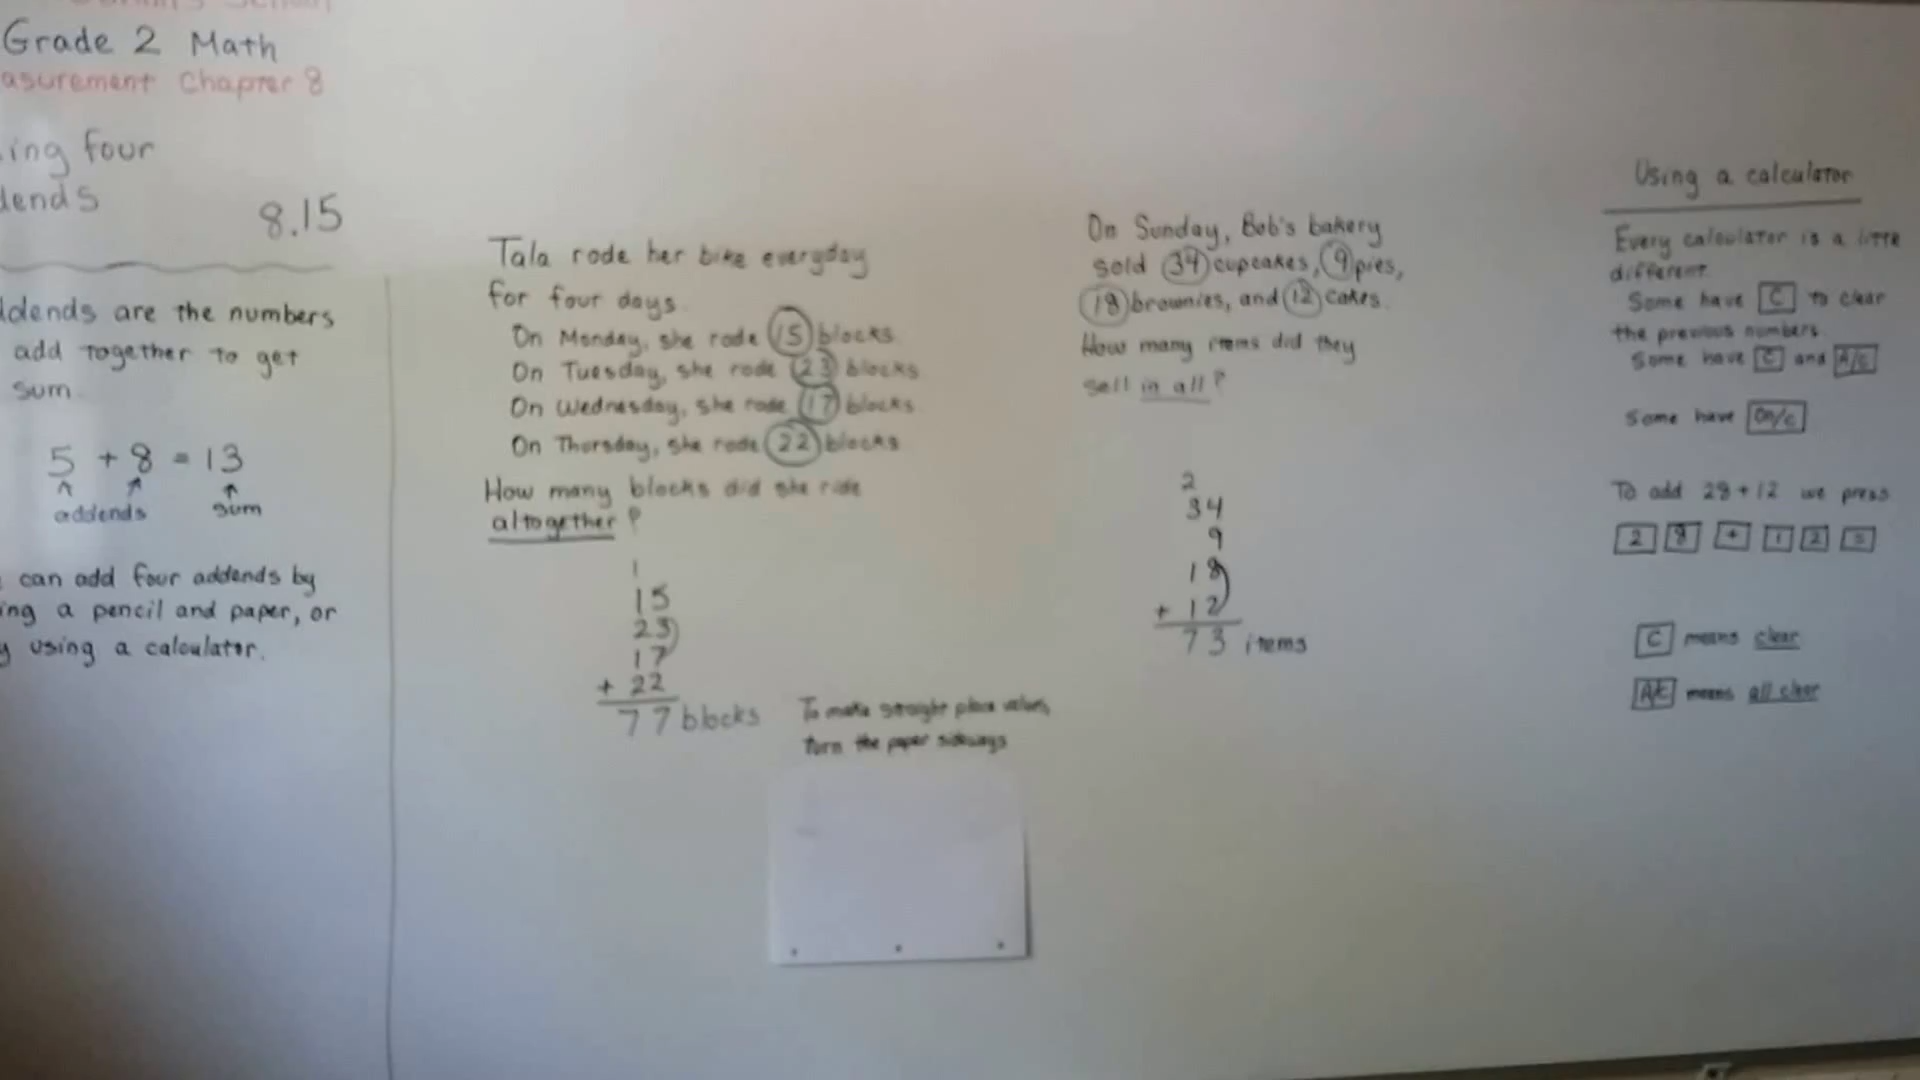 Grade 2 Math
asurement Chapter 8
ing four
dends
8.15
ddends are the numbers
add together to get
sum.
5 + 8 = 13
addends sum
can add four addends by
ing a pencil and paper, or
y using a calculator.
Tala rode her bike everyday
for four days.
On Monday, she rode 15 blocks.
On Tuesday, she rode 23 blocks.
On Wednesday, she rode 17 blocks.
On Thursday, she rode 22 blocks.
How many blocks did she ride
altogether?
1
15
23
17
+ 22
77 blocks
To make straight place values,
turn the paper sideways
On Sunday, Bob's bakery
sold 34 cupcakes, 9 pies,
18 brownies, and 12 cakes.
How many items did they
sell in all?
2
34
9
18
+ 12
73 items
Using a calculator
Every calculator is a little
different.
Some have C to clear
the previous numbers.
Some have C and A/C
Some have On/C
To add 28 + 12 we press
2 8 + 1 2 =
C means clear
A/C means all clear